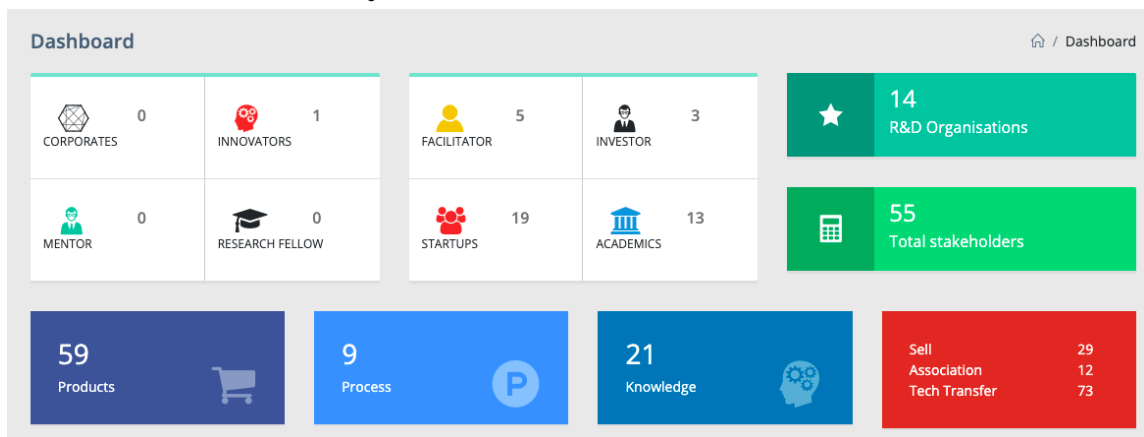 Dashboard
/ Dashboard
0
CORPORATES
1
INNOVATORS
5
FACILITATOR
3
INVESTOR
14
R&D Organisations
0
MENTOR
0
RESEARCH FELLOW
19
STARTUPS
13
ACADEMICS
55
Total stakeholders
59
Products
9
Process
P
21
Knowledge
Sell 29
Association 12
Tech Transfer 73